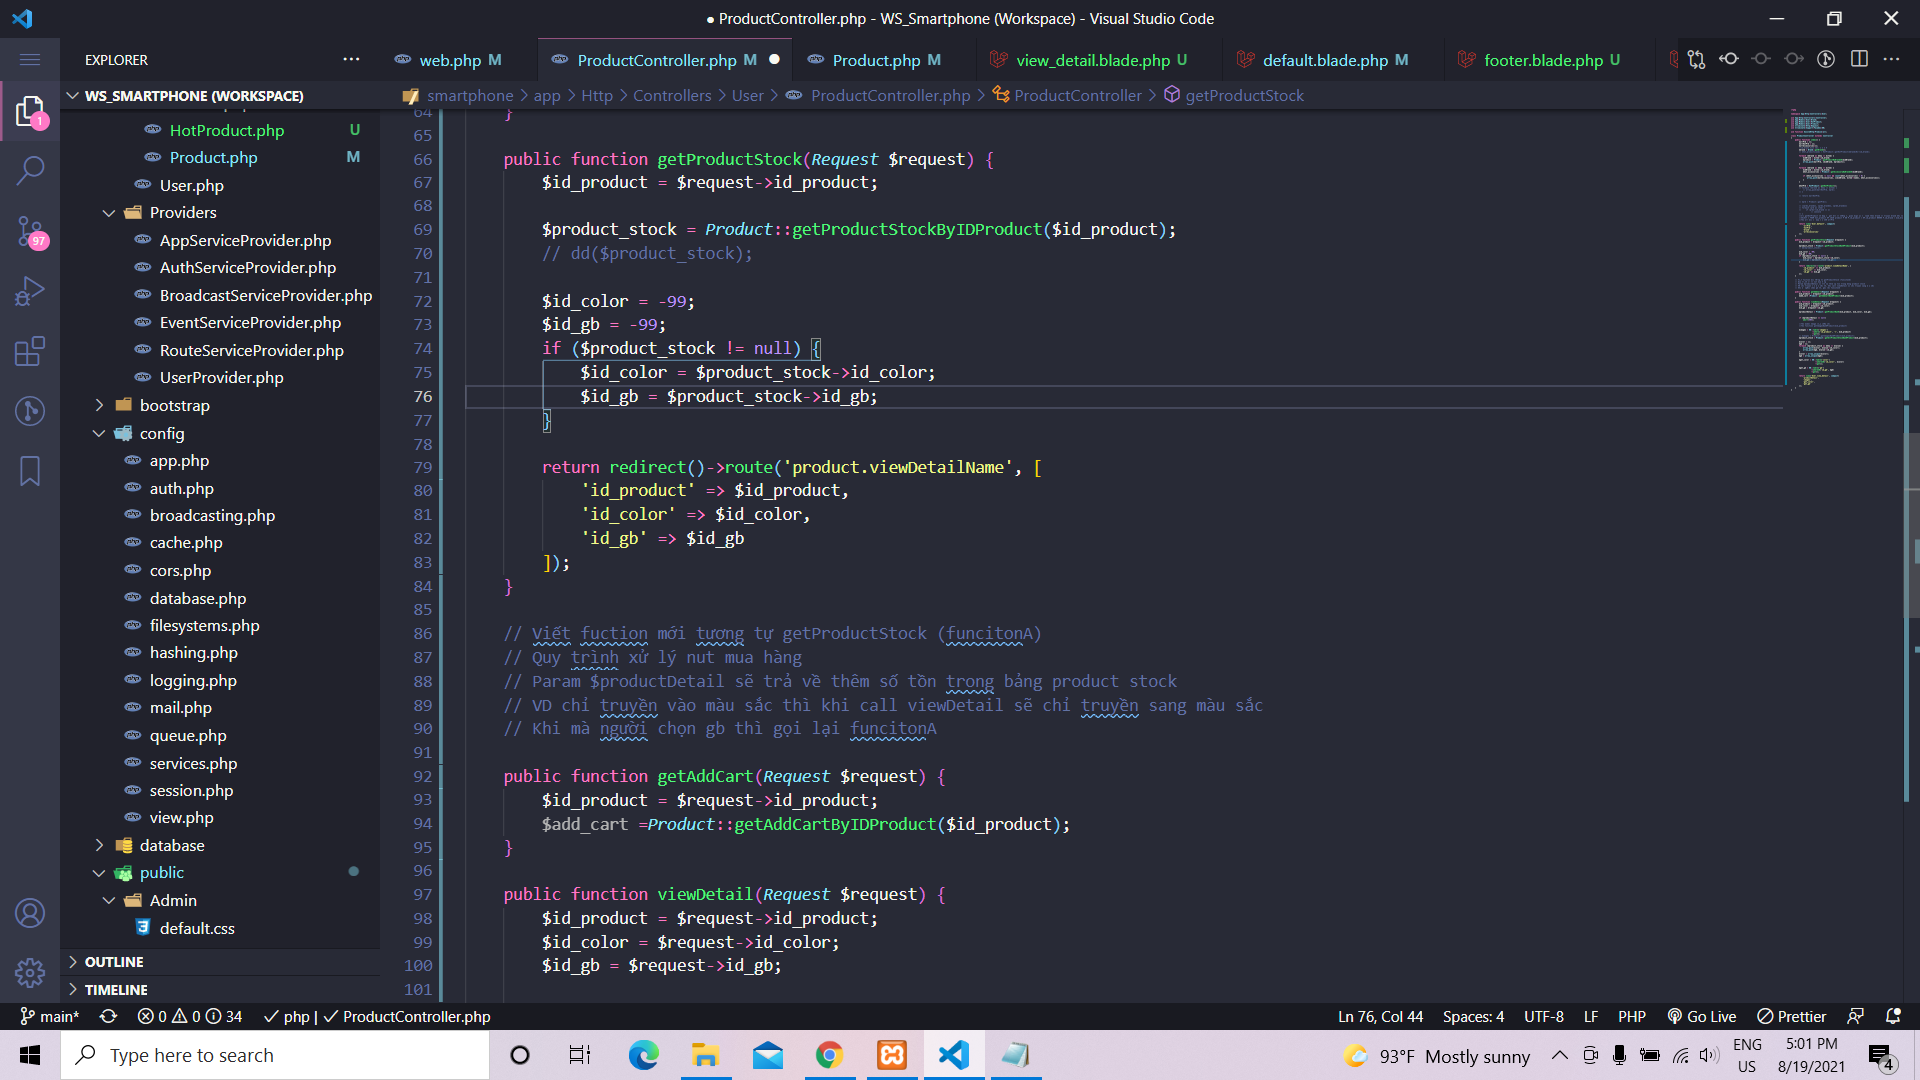 ● ProductController.php - WS_Smartphone (Workspace) - Visual Studio Code
EXPLORER
web.php M
ProductController.php M
Product.php M
view_detail.blade.php U
default.blade.php M
footer.blade.php U
WS_SMARTPHONE (WORKSPACE)
smartphone > app > Http > Controllers > User > ProductController.php > ProductController > getProductStock
1
97
HotProduct.php U
Product.php M
User.php
Providers
AppServiceProvider.php
AuthServiceProvider.php
BroadcastServiceProvider.php
EventServiceProvider.php
RouteServiceProvider.php
UserProvider.php
bootstrap
config
app.php
auth.php
broadcasting.php
cache.php
cors.php
database.php
filesystems.php
hashing.php
logging.php
mail.php
queue.php
services.php
session.php
view.php
database
public
Admin
default.css
OUTLINE
TIMELINE
64 }
65
66 public function getProductStock(Request $request) {
67 $id_product = $request->id_product;
68
69 $product_stock = Product::getProductStockByIDProduct($id_product);
70 // dd($product_stock);
71
72 $id_color = -99;
73 $id_gb = -99;
74 if ($product_stock != null) {
75 $id_color = $product_stock->id_color;
76 $id_gb = $product_stock->id_gb;
77 }
78
79 return redirect()->route('product.viewDetailName', [
80 'id_product' => $id_product,
81 'id_color' => $id_color,
82 'id_gb' => $id_gb
83 ]);
84 }
85
86 // Viết fuction mới tương tự getProductStock (funcitonA)
87 // Quy trình xử lý nut mua hàng
88 // Param $productDetail sẽ trả về thêm số tồn trong bảng product stock
89 // VD chỉ truyền vào màu sắc thì khi call viewDetail sẽ chỉ truyền sang màu sắc
90 // Khi mà người chọn gb thì gọi lại funcitonA
91
92 public function getAddCart(Request $request) {
93 $id_product = $request->id_product;
94 $add_cart =Product::getAddCartByIDProduct($id_product);
95 }
96
97 public function viewDetail(Request $request) {
98 $id_product = $request->id_product;
99 $id_color = $request->id_color;
100 $id_gb = $request->id_gb;
101
main* 0 0 34 php | ProductController.php
Ln 76, Col 44 Spaces: 4 UTF-8 LF PHP Go Live Prettier
Type here to search
93°F Mostly sunny
ENG
US
5:01 PM
8/19/2021
4